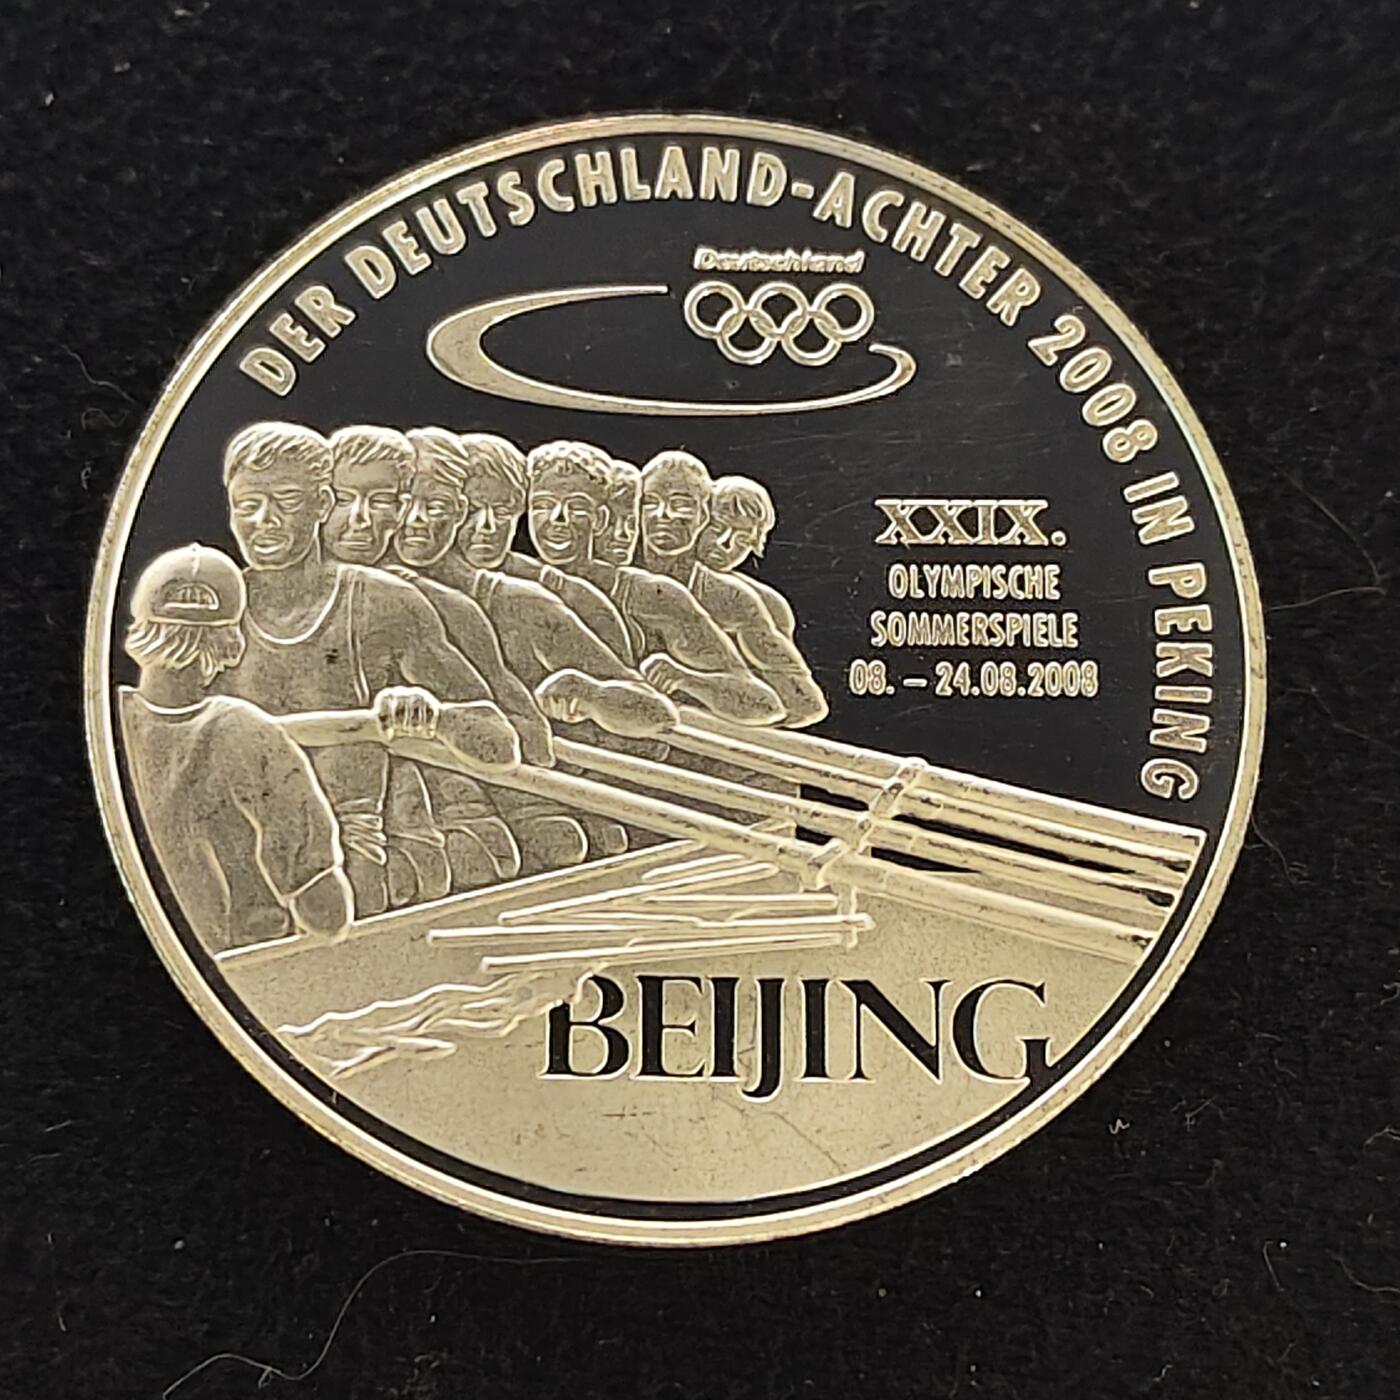 DER DEUTSCHLAND-ACHTER 2008 IN PEKING
Deutschland
XXIX.
OLYMPISCHE
SOMMERSPIELE
08. – 24.08.2008
BEIJING